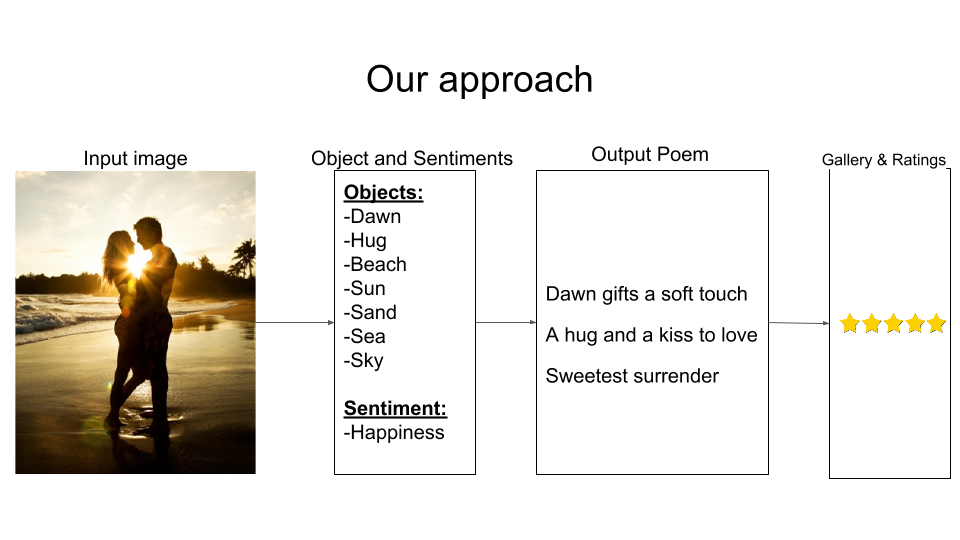 Our approach
Input image
Object and Sentiments
Objects:
-Dawn
-Hug
-Beach
-Sun
-Sand
-Sea
-Sky
Sentiment:
-Happiness
Output Poem
Dawn gifts a soft touch
A hug and a kiss to love
Sweetest surrender
Gallery & Ratings